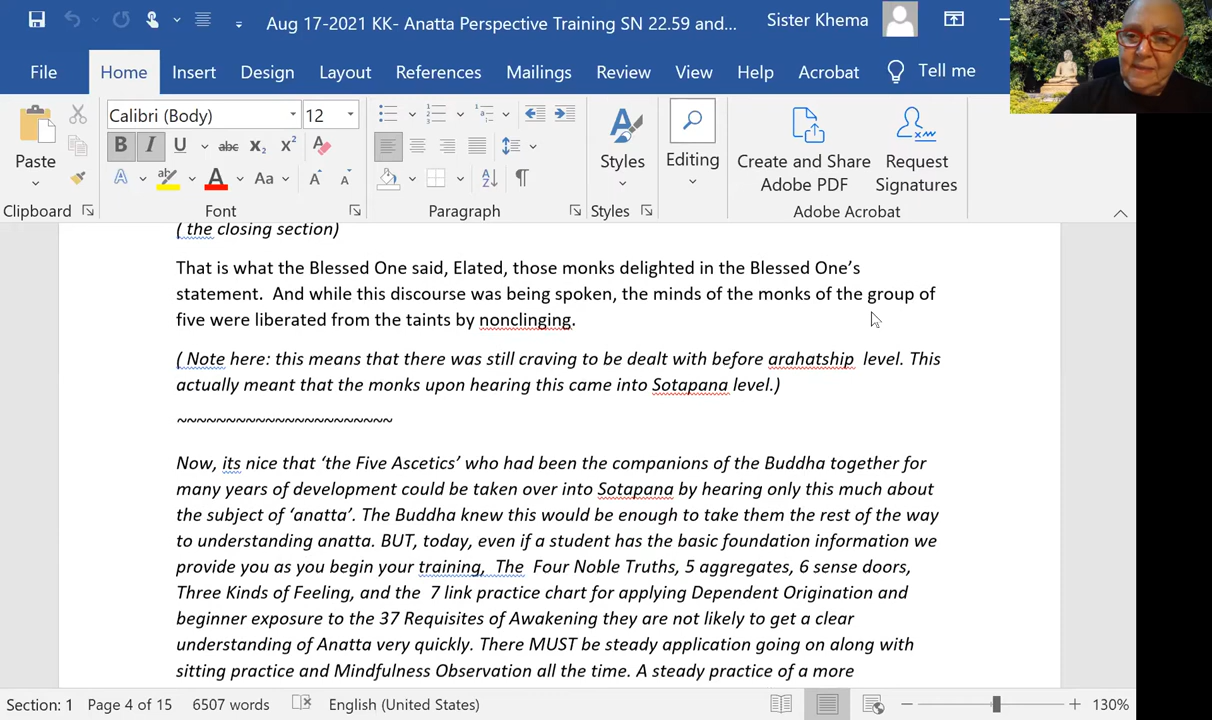 Aug 17-2021 KK- Anatta Perspective Training SN 22.59 and...
Sister Khema
File Home Insert Design Layout References Mailings Review View Help Acrobat Tell me
Calibri (Body) 12
Paste
Styles
Editing
Create and Share Adobe PDF
Request Signatures
Clipboard Font Paragraph Styles Adobe Acrobat
( the closing section)
That is what the Blessed One said, Elated, those monks delighted in the Blessed One’s
statement.  And while this discourse was being spoken, the minds of the monks of the group of
five were liberated from the taints by nonclinging.
( Note here: this means that there was still craving to be dealt with before arahatship  level. This
actually meant that the monks upon hearing this came into Sotapana level.)
~~~~~~~~~~~~~~~~~~~~~~
Now, its nice that ‘the Five Ascetics’ who had been the companions of the Buddha together for
many years of development could be taken over into Sotapana by hearing only this much about
the subject of ‘anatta’. The Buddha knew this would be enough to take them the rest of the way
to understanding anatta. BUT, today, even if a student has the basic foundation information we
provide you as you begin your training,  The  Four Noble Truths, 5 aggregates, 6 sense doors,
Three Kinds of Feeling, and the  7 link practice chart for applying Dependent Origination and
beginner exposure to the 37 Requisites of Awakening they are not likely to get a clear
understanding of Anatta very quickly. There MUST be steady application going on along with
sitting practice and Mindfulness Observation all the time. A steady practice of a more
Section: 1 Page 4 of 15 6507 words English (United States) 130%